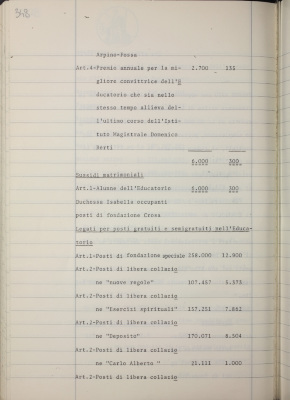 Arpino-Posse
Art.4-Premio annuale per la mi- 2.700 135
gliore convittrice dell'E
ducatorio che sia nello
stesso tempo allieva del-
l'ultimo corso dell'Isti-
tuto Magistrale Domenico
Berti
6.000 300
Sussidi matrimoniali
Art.1-Alunne dell'Educatorio 6.000 300
Duchessa Isabella occupanti
posti di fondazione Crosa
Legati per posti gratuiti e semigratuiti nell'Educa-
torio
Art.1-Posti di fondazione speciale 258.000 12.900
Art.2-Posti di libera collazio
ne "nuove regole" 107.457 5.373
Art.2-Posti di libera collazio
ne "Esercizi spirituali" 157.251 7.862
Art.2-Posti di libera collazio
ne "Deposito" 170.071 8.504
Art.2-Posti di libera collazio
ne "Carlo Alberto " 21.111 1.000
Art.2-Posti di libera collazio